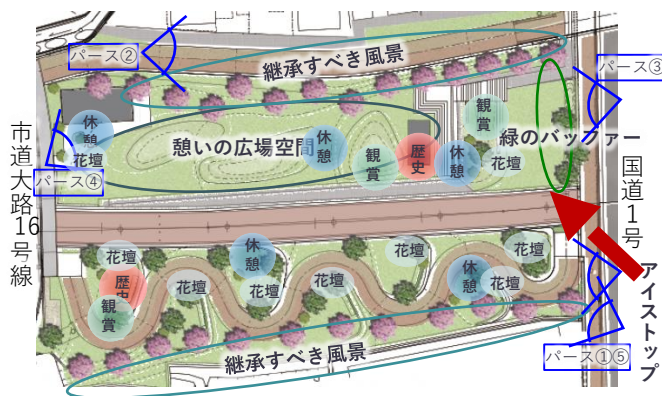 パース②
継承すべき風景
パース③
観賞
緑のバッファー
休憩
花壇
憩いの広場空間
休憩
観賞
歴史
休憩
花壇
パース④
市道大路16号線
国道1号
花壇
休憩
花壇
花壇
歴史
観賞
花壇
花壇
花壇
休憩
花壇
アイストップ
継承すべき風景
パース①⑤